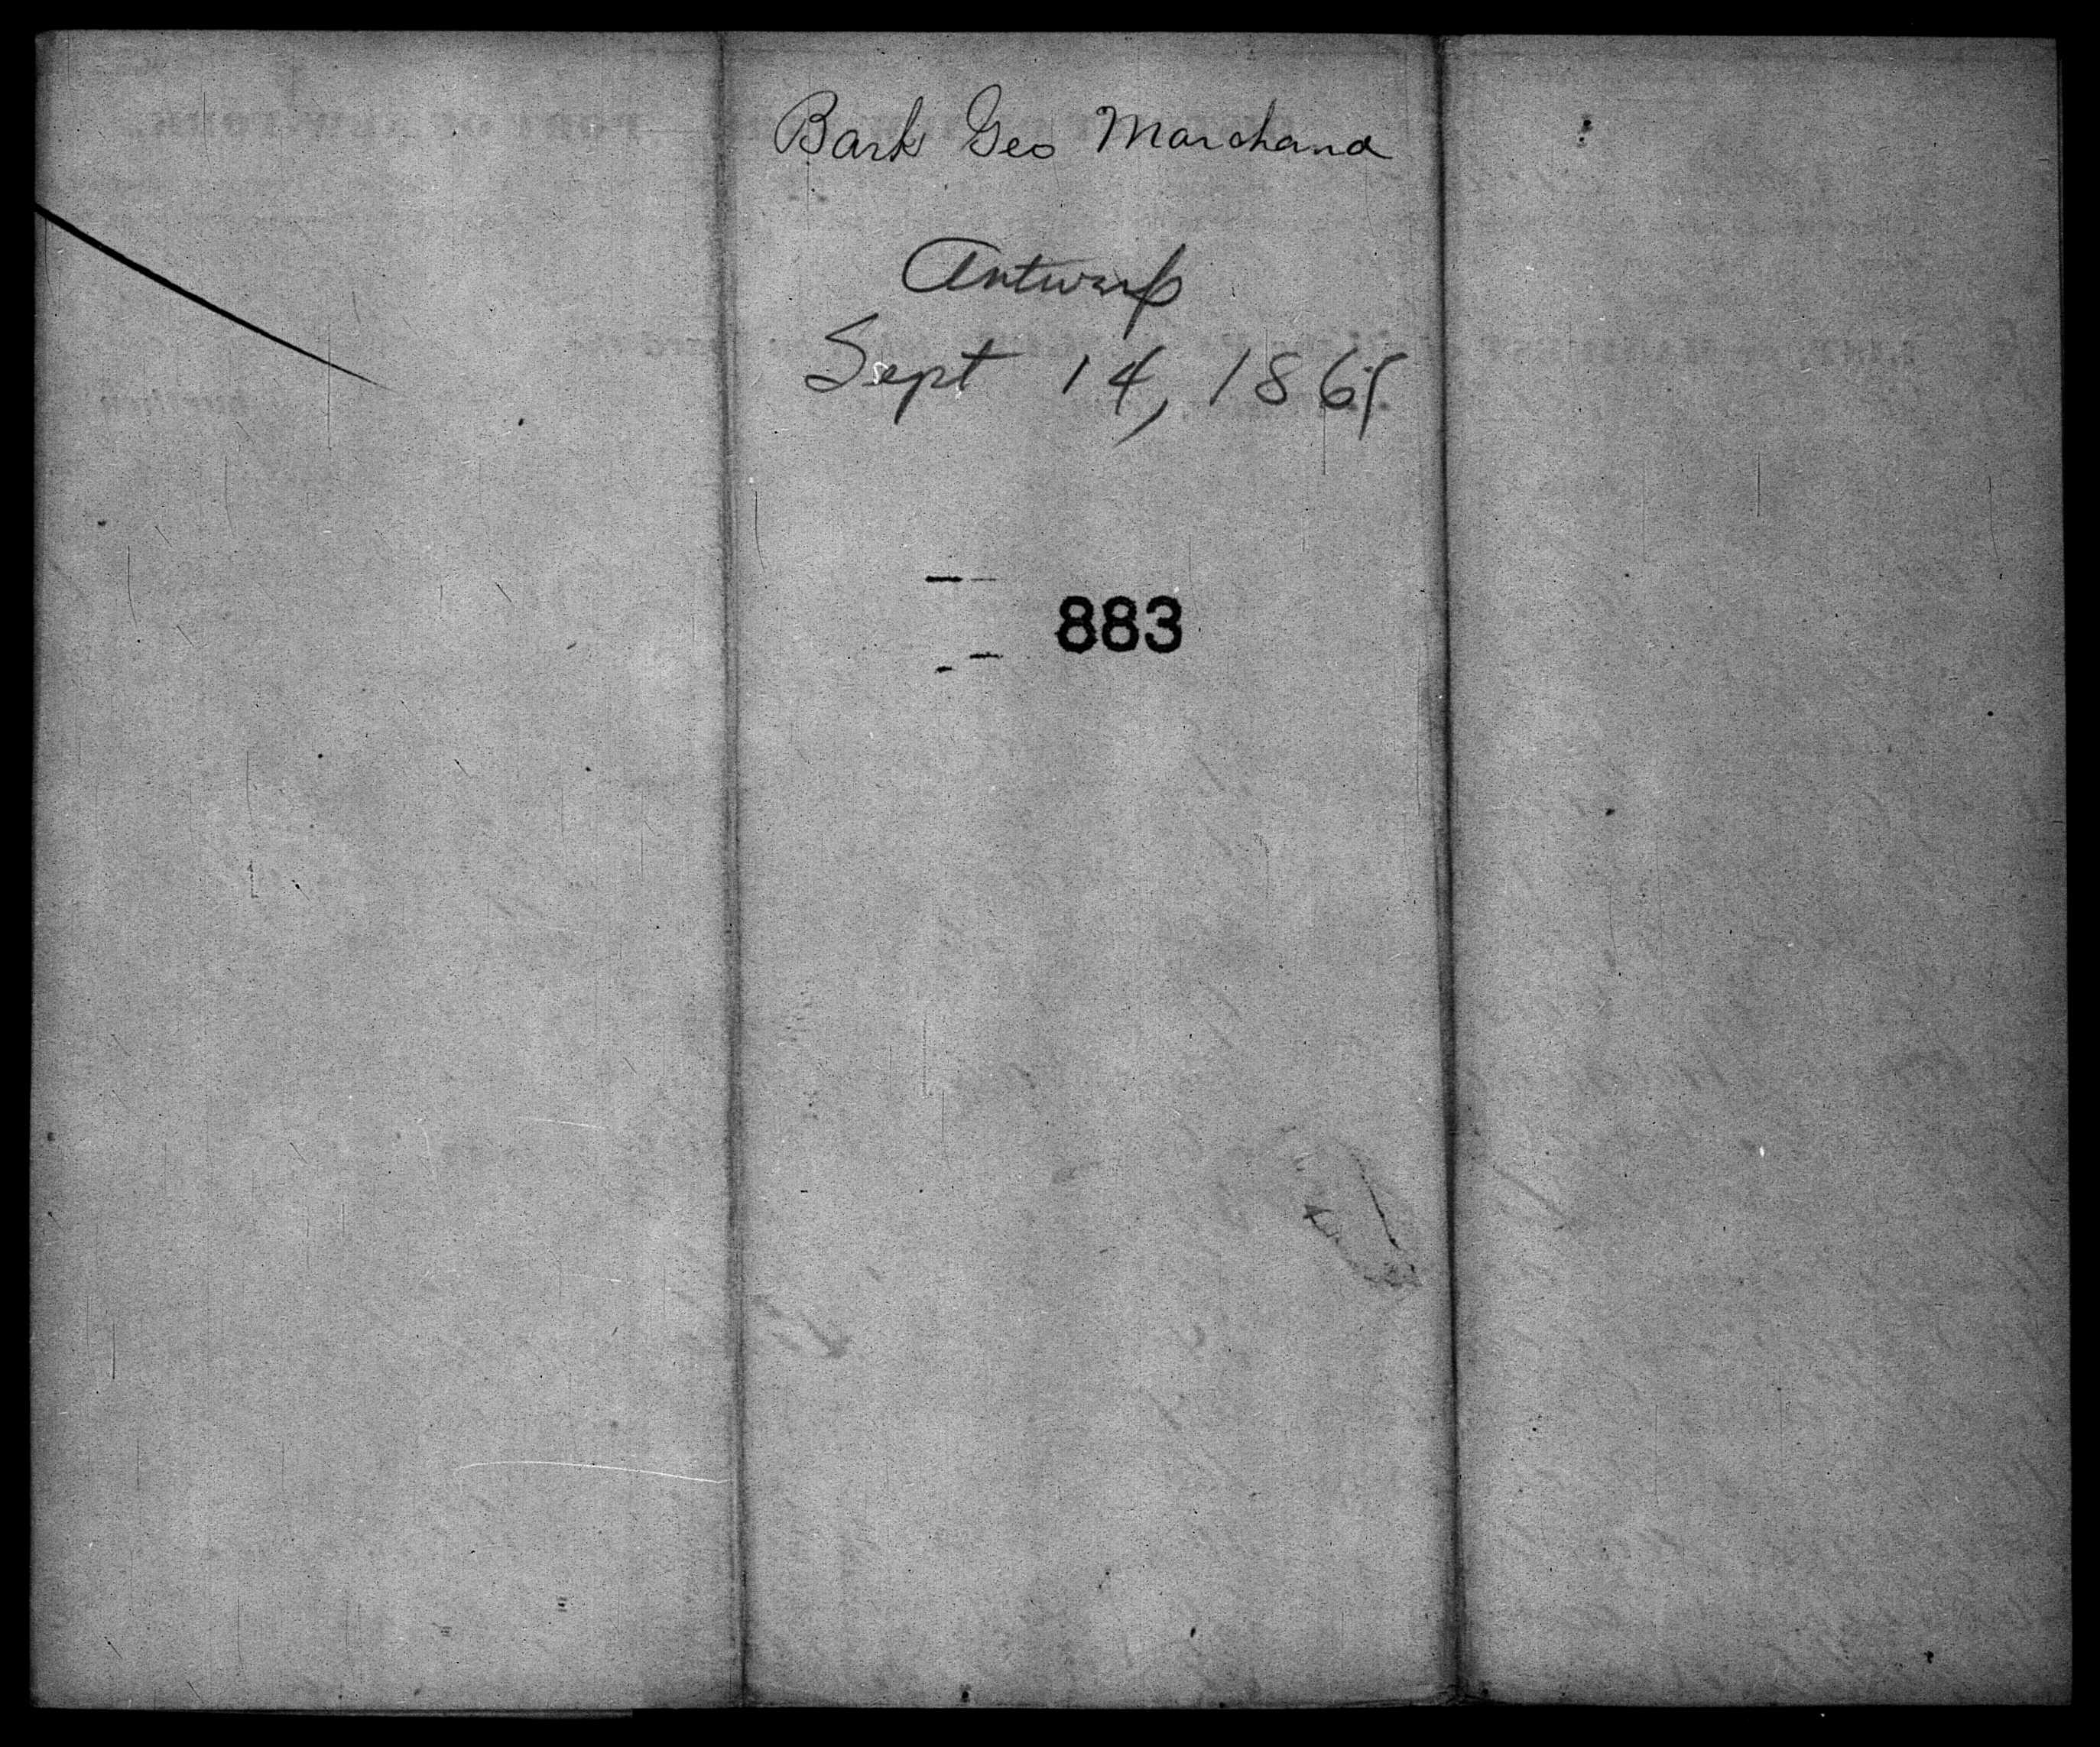 Bark Geo Marchand
Antwerp
Sept 14, 1865
883